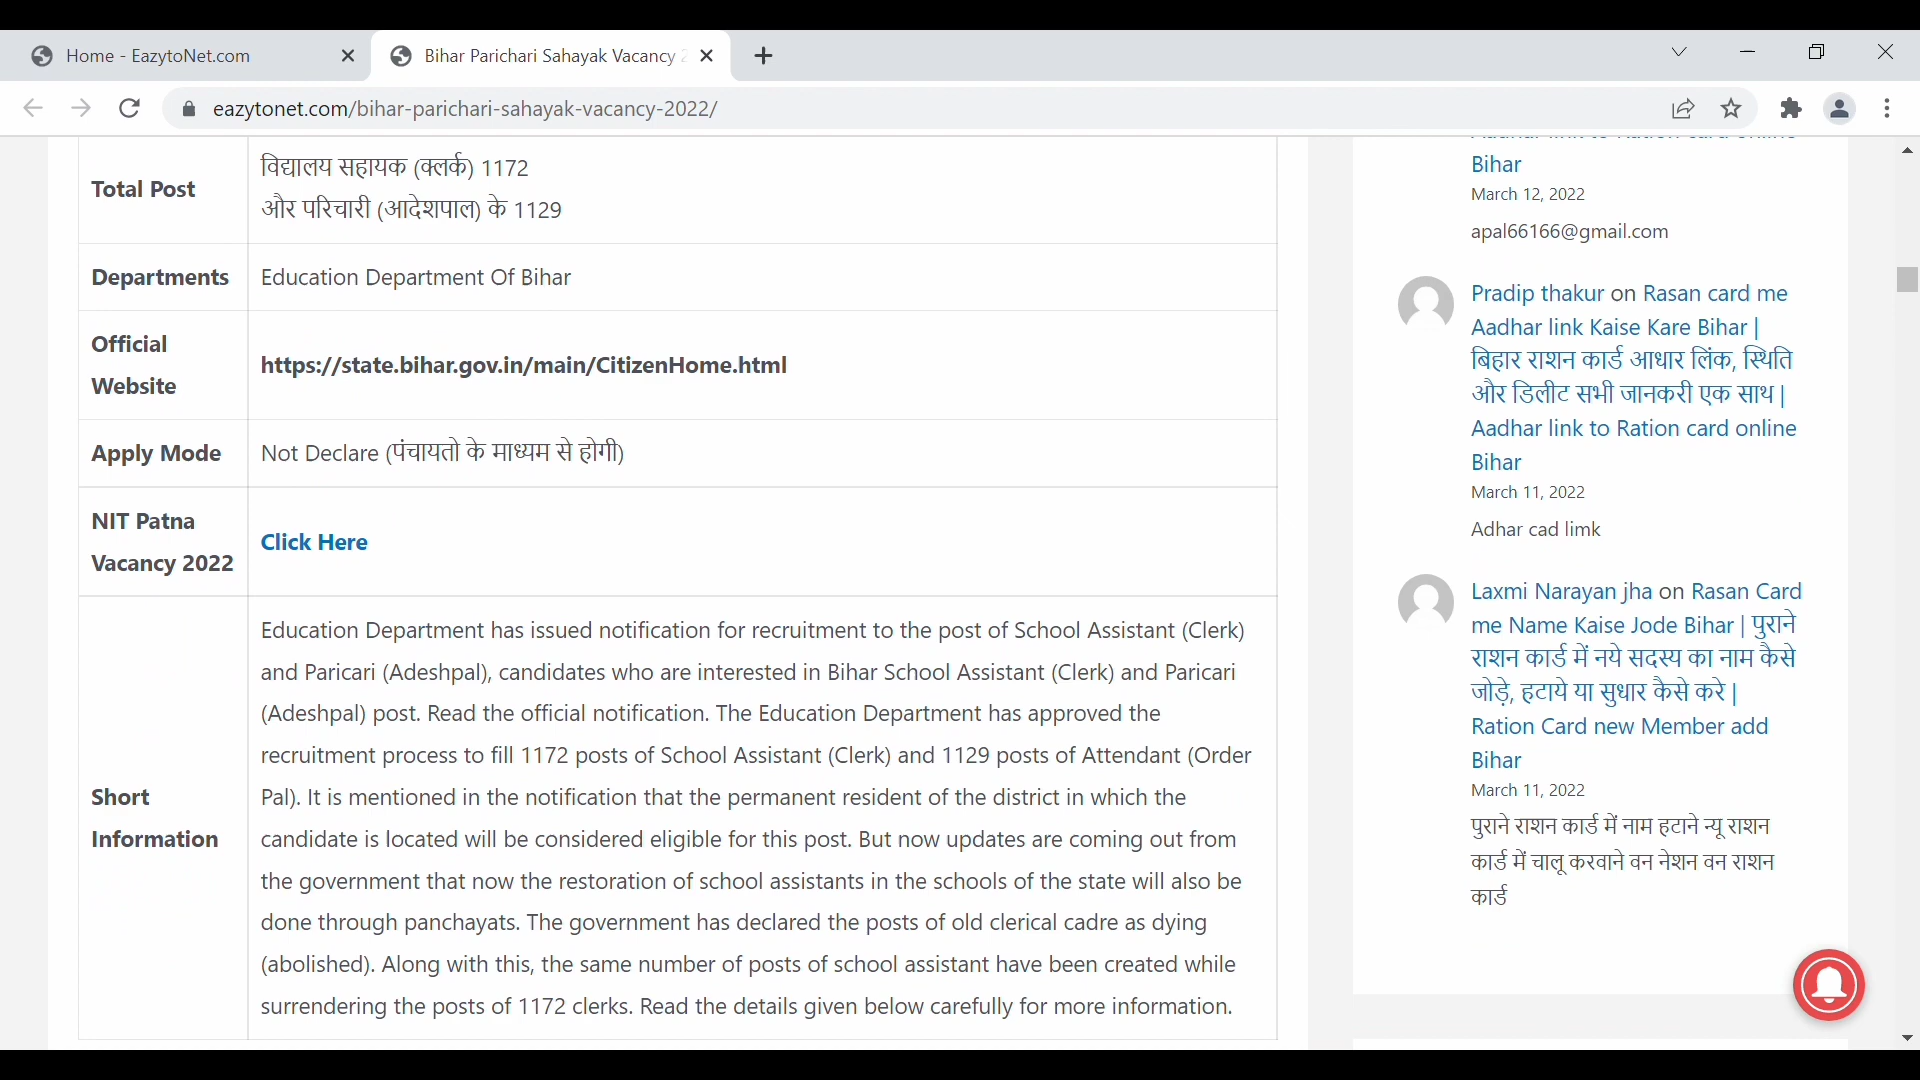 Home - EazytoNet.com
Bihar Parichari Sahayak Vacancy 2
eazytonet.com/bihar-parichari-sahayak-vacancy-2022/
Total Post
विद्यालय सहायक (क्लर्क) 1172
और परिचारी (आदेशपाल) के 1129
Departments
Education Department Of Bihar
Official
Website
https://state.bihar.gov.in/main/CitizenHome.html
Apply Mode
Not Declare (पंचायतो के माध्यम से होगी)
NIT Patna
Vacancy 2022
Click Here
Short
Information
Education Department has issued notification for recruitment to the post of School Assistant (Clerk)
and Paricari (Adeshpal), candidates who are interested in Bihar School Assistant (Clerk) and Paricari
(Adeshpal) post. Read the official notification. The Education Department has approved the
recruitment process to fill 1172 posts of School Assistant (Clerk) and 1129 posts of Attendant (Order
Pal). It is mentioned in the notification that the permanent resident of the district in which the
candidate is located will be considered eligible for this post. But now updates are coming out from
the government that now the restoration of school assistants in the schools of the state will also be
done through panchayats. The government has declared the posts of old clerical cadre as dying
(abolished). Along with this, the same number of posts of school assistant have been created while
surrendering the posts of 1172 clerks. Read the details given below carefully for more information.
Bihar
March 12, 2022
apal66166@gmail.com
Pradip thakur on Rasan card me
Aadhar link Kaise Kare Bihar |
बिहार राशन कार्ड आधार लिंक, स्थिति
और डिलीट सभी जानकरी एक साथ |
Aadhar link to Ration card online
Bihar
March 11, 2022
Adhar cad limk
Laxmi Narayan jha on Rasan Card
me Name Kaise Jode Bihar | पुराने
राशन कार्ड में नये सदस्य का नाम कैसे
जोड़े, हटाये या सुधार कैसे करे |
Ration Card new Member add
Bihar
March 11, 2022
पुराने राशन कार्ड में नाम हटाने न्यू राशन
कार्ड में चालू करवाने वन नेशन वन राशन
कार्ड